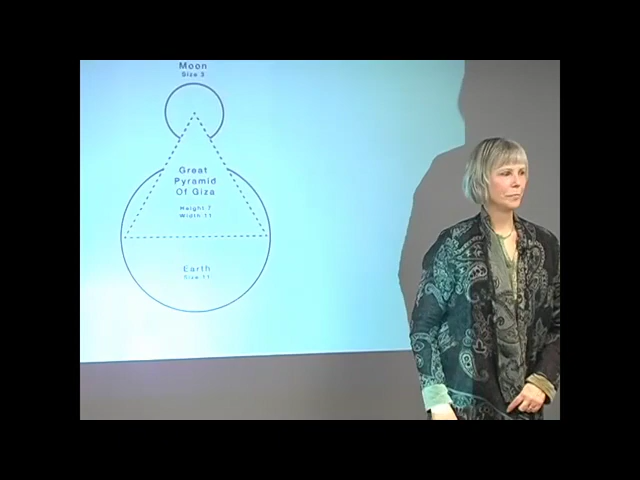 Moon
Size 3
Great
Pyramid
Of Giza
Height 7
Width 11
Earth
Size 11